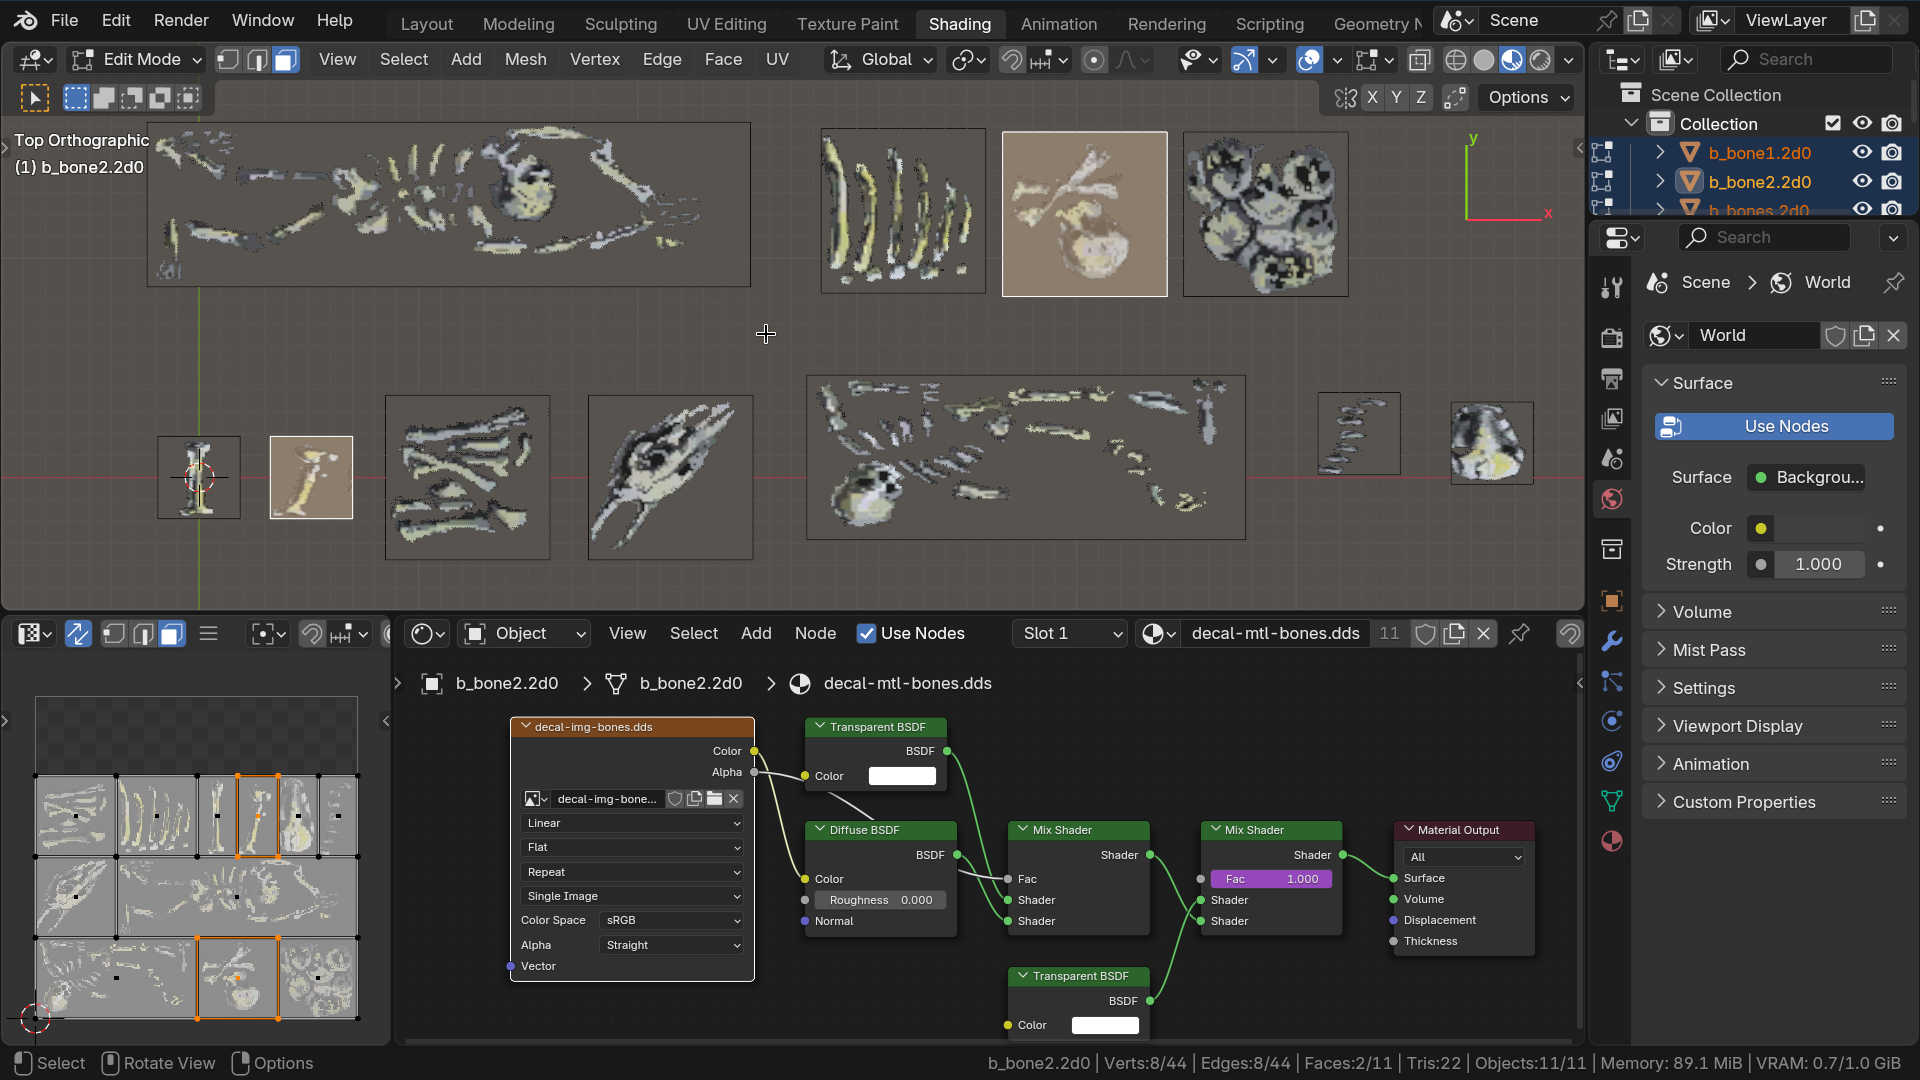 File Edit Render Window Help Layout Modeling Sculpting UV Editing Texture Paint Shading Animation Rendering Scripting Geometry N Scene ViewLayer
Edit Mode View Select Add Mesh Vertex Edge Face UV Global Search
X Y Z Options
Scene Collection
Collection
b_bone1.2d0
b_bone2.2d0
b_bones.2d0
Top Orthographic
(1) b_bone2.2d0
y
x
Search
Scene > World
World
Surface
Use Nodes
Surface Backgrou...
Color
Strength 1.000
Volume
Mist Pass
Settings
Viewport Display
Animation
Custom Properties
Object View Select Add Node Use Nodes Slot 1 decal-mtl-bones.dds 11
b_bone2.2d0 > b_bone2.2d0 > decal-mtl-bones.dds
decal-img-bones.dds
Color
Alpha
decal-img-bone...
Linear
Flat
Repeat
Single Image
Color Space sRGB
Alpha Straight
Vector
Transparent BSDF
BSDF
Color
Diffuse BSDF
BSDF
Color
Roughness 0.000
Normal
Mix Shader
Shader
Fac
Shader
Shader
Transparent BSDF
BSDF
Color
Mix Shader
Shader
Fac 1.000
Shader
Shader
Material Output
All
Surface
Volume
Displacement
Thickness
Select Rotate View Options b_bone2.2d0 | Verts:8/44 | Edges:8/44 | Faces:2/11 | Tris:22 | Objects:11/11 | Memory: 89.1 MiB | VRAM: 0.7/1.0 GiB